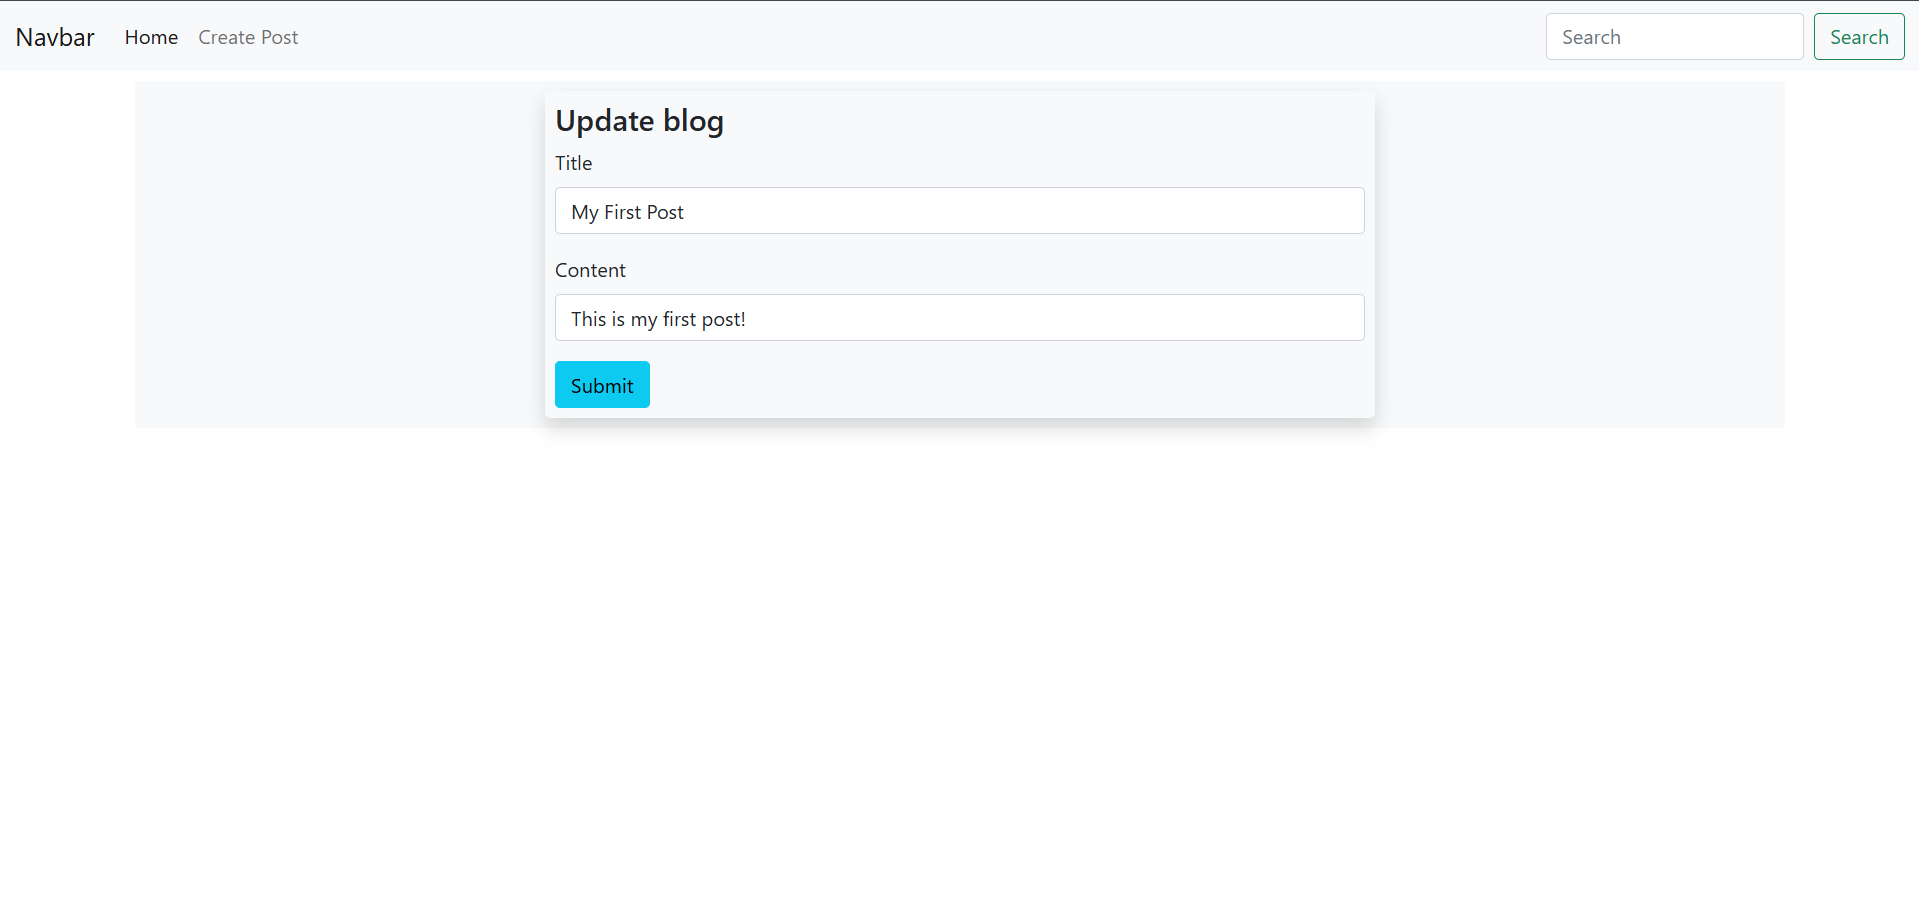 Navbar Home Create Post Search Search
Update blog
Title
My First Post
Content
This is my first post!
Submit